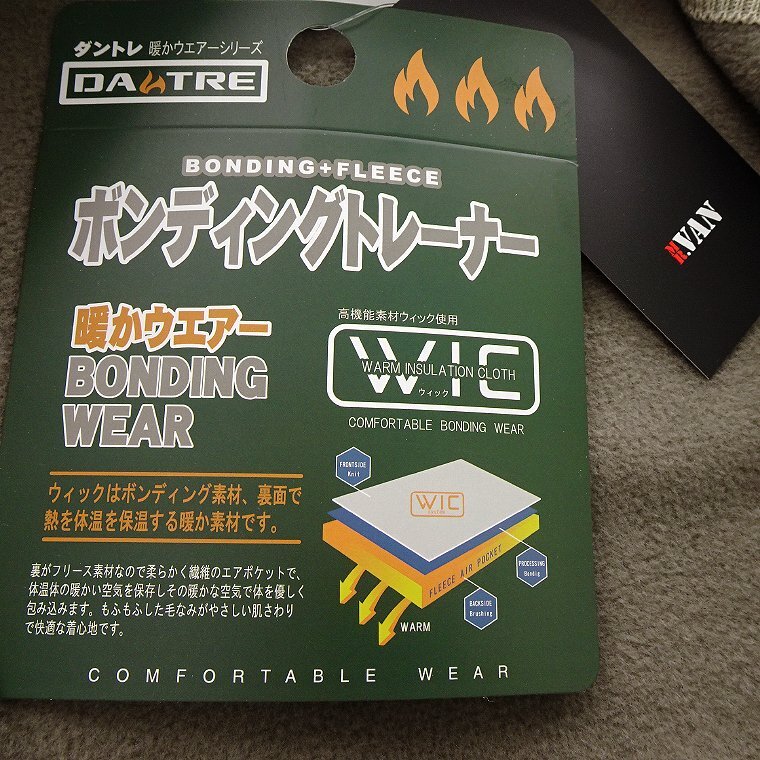 ダントレ 暖かウエアーシリーズ
DANTRE
BONDING+FLEECE
ボンディングトレーナー
暖かウエアー
BONDING
WEAR
高機能素材ウィック使用
WIC
WARM INSULATION CLOTH
ウィック
COMFORTABLE BONDING WEAR
ウィックはボンディング素材、裏面で
熱を体温を保温する暖か素材です。
裏がフリース素材なので柔らかく繊維のエアポケットで、
体温体の暖かい空気を保存しその暖かな空気で体を優しく
包み込みます。もふもふした毛なみがやさしい肌さわり
で快適な着心地です。
FRONTSIDE
Knit
WIC
PROCESSING
Bonding
FLEECE AIR POCKET
BACKSIDE
Brushing
WARM
COMFORTABLE WEAR
MR.VAN